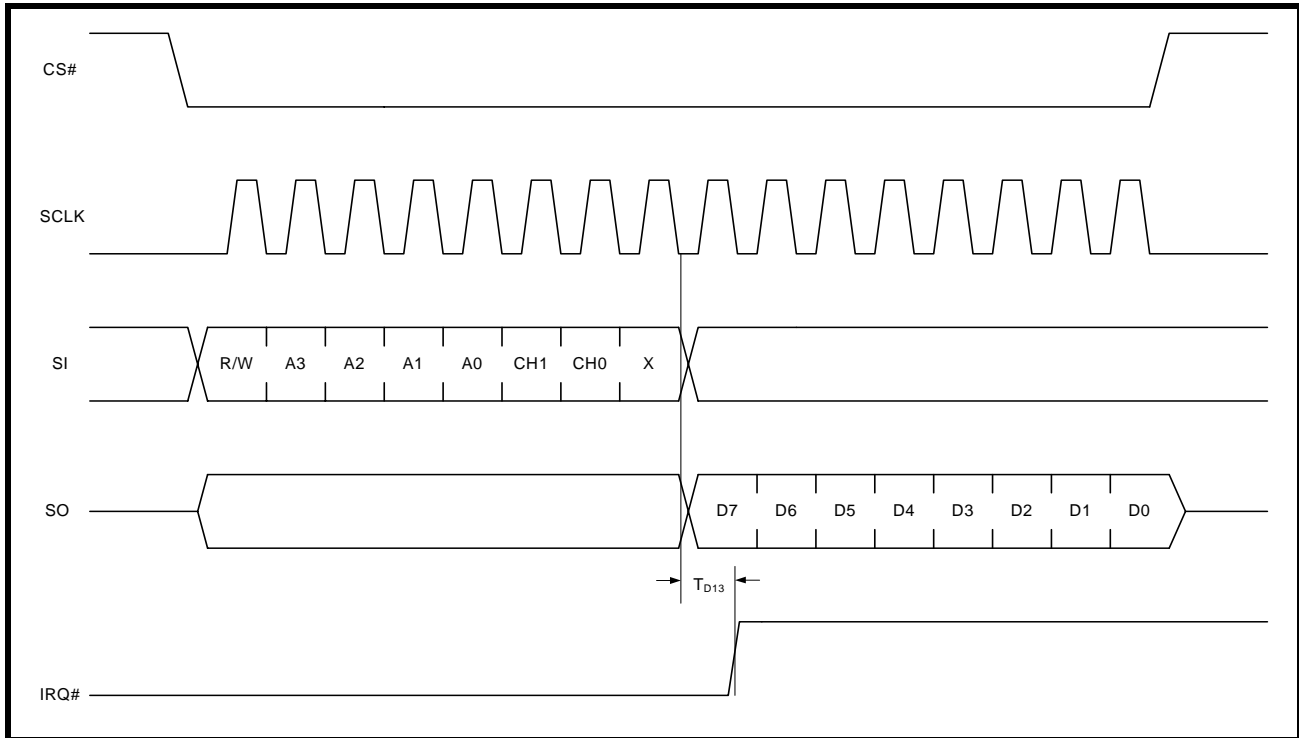 CS#
SCLK
SI
R/W A3 A2 A1 A0 CH1 CH0 X
SO
D7 D6 D5 D4 D3 D2 D1 D0
TD13
IRQ#